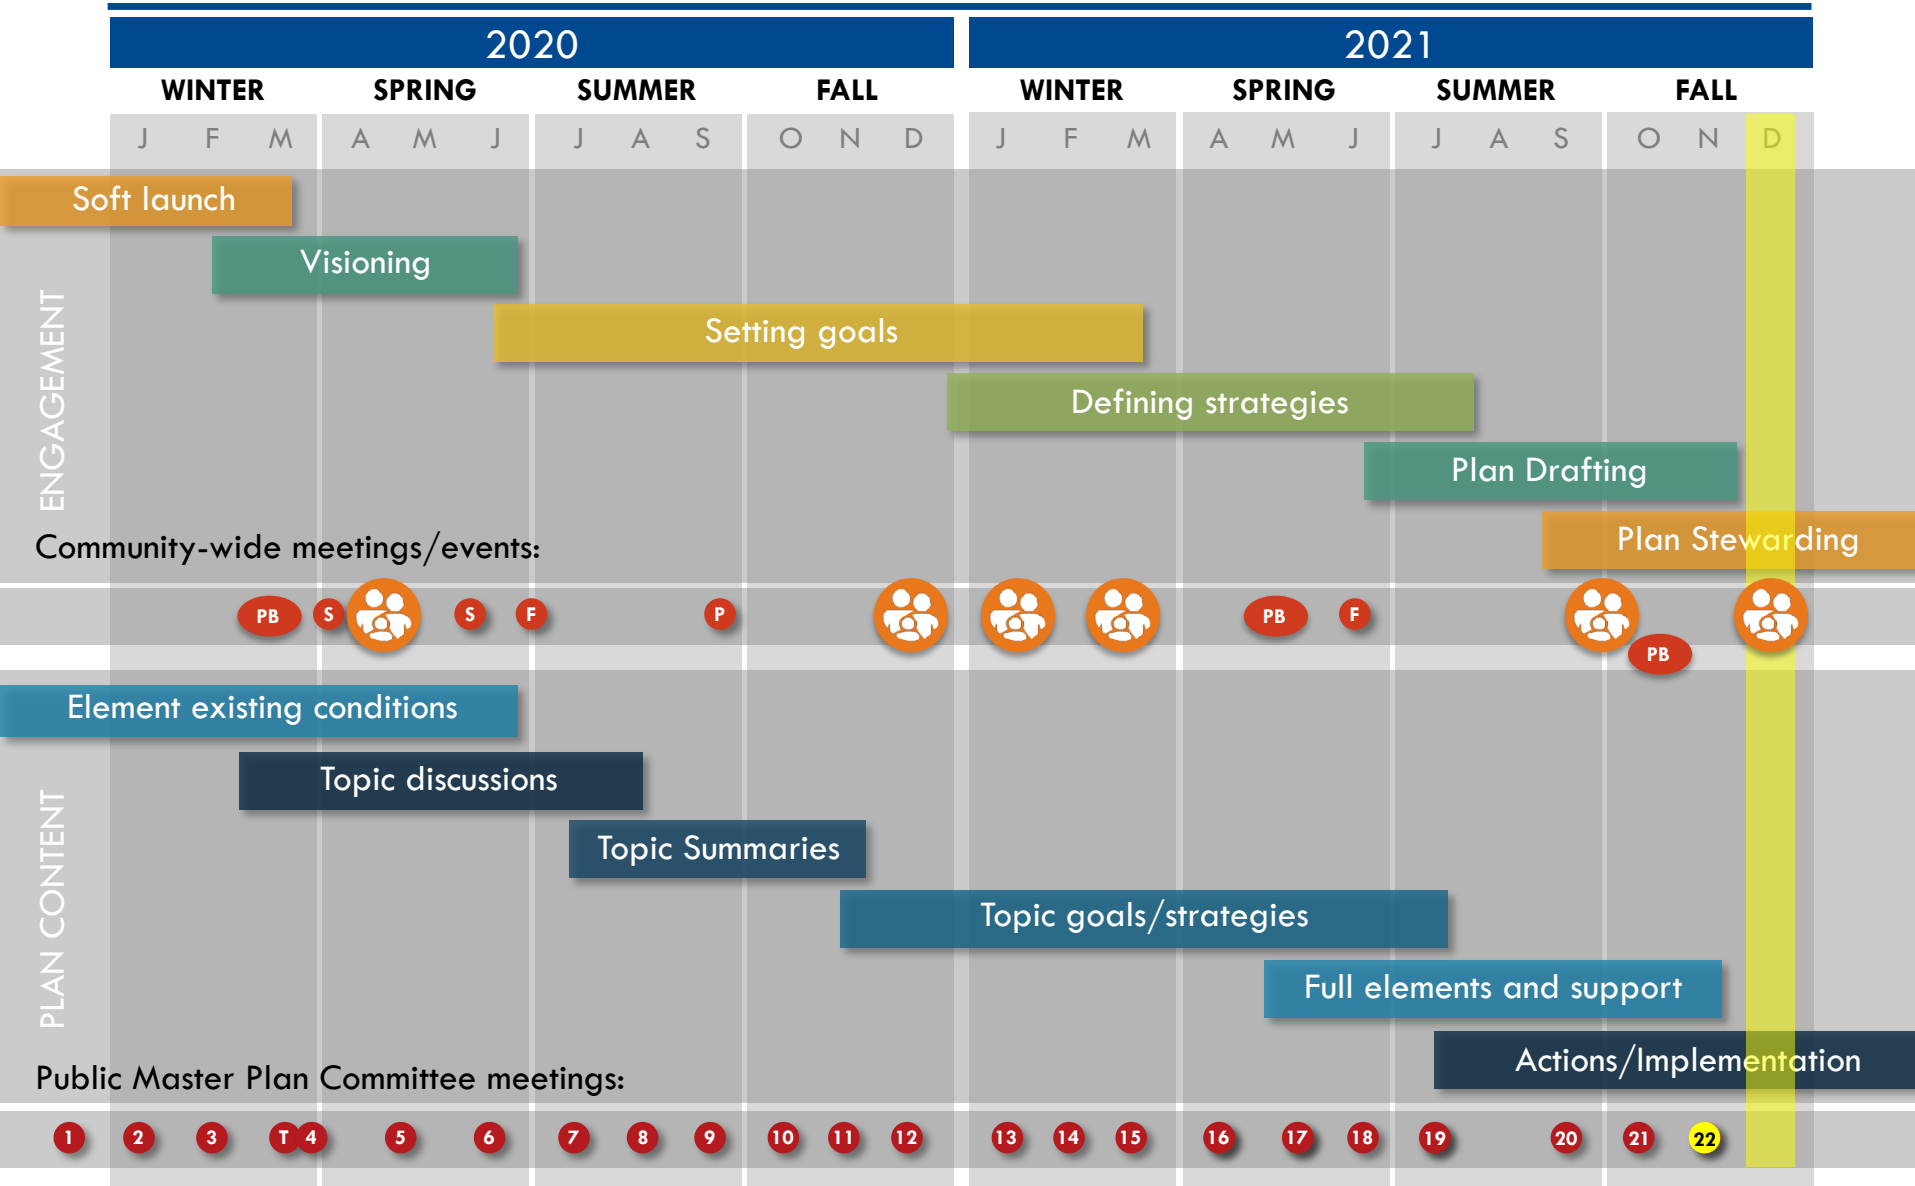 2020 2021
WINTER SPRING SUMMER FALL WINTER SPRING SUMMER FALL
J F M A M J J A S O N D J F M A M J J A S O N D
Soft launch
Visioning
Setting goals
Defining strategies
Plan Drafting
Plan Stewarding
ENGAGEMENT
Community-wide meetings/events:
PB S S F P PB F
PB
Element existing conditions
Topic discussions
Topic Summaries
Topic goals/strategies
Full elements and support
Actions/Implementation
PLAN CONTENT
Public Master Plan Committee meetings:
1 2 3 T 4 5 6 7 8 9 10 11 12 13 14 15 16 17 18 19 20 21 22